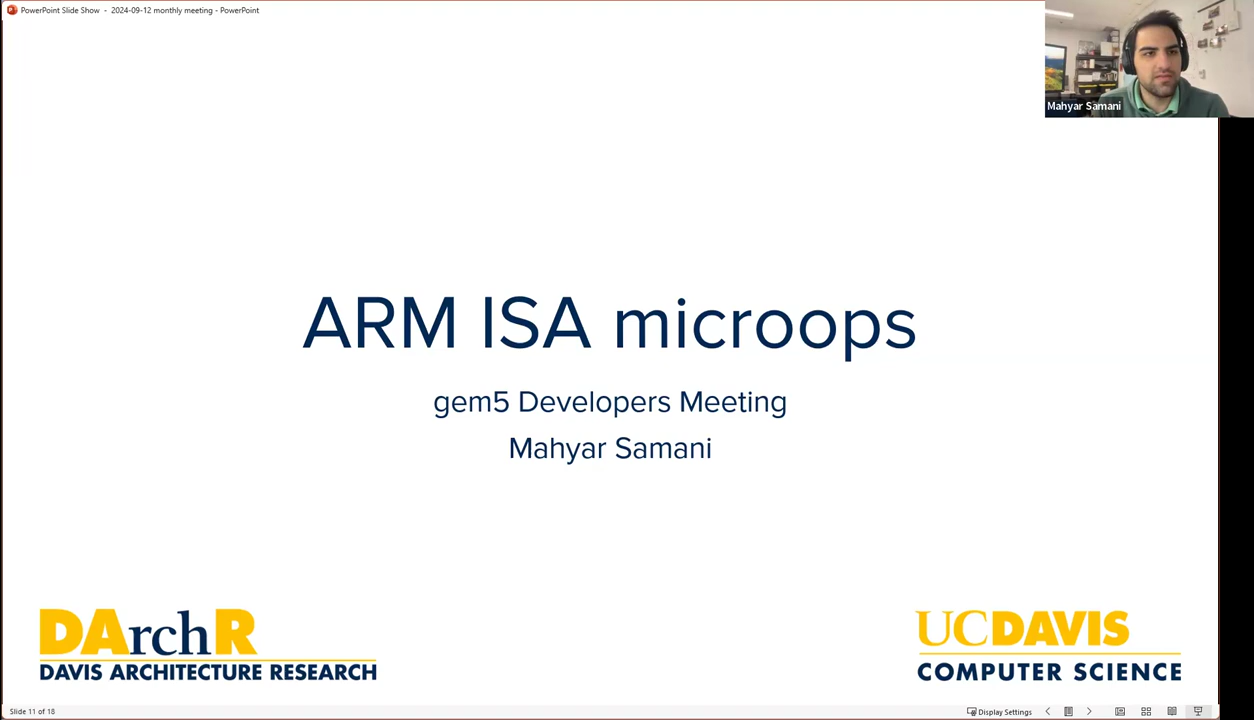 PowerPoint Slide Show - 2024-09-12 monthly meeting - PowerPoint
Mahyar Samani
ARM ISA microops
gem5 Developers Meeting
Mahyar Samani
DArchR
DAVIS ARCHITECTURE RESEARCH
UCDAVIS
COMPUTER SCIENCE
Slide 11 of 18
Display Settings